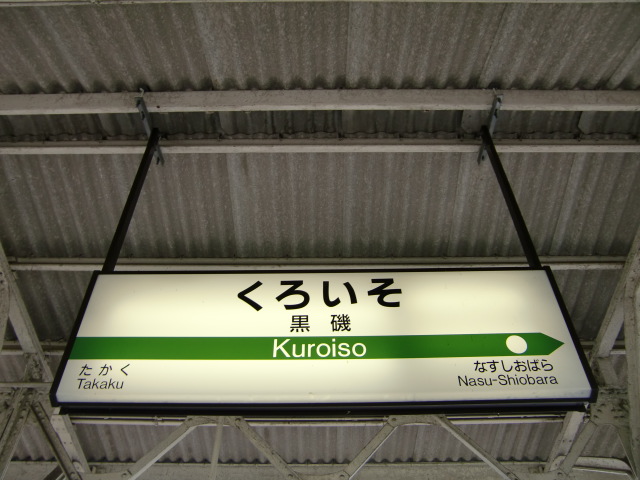 くろいそ
黒磯
Kuroiso
たかく
Takaku
なすしおばら
Nasu-Shiobara